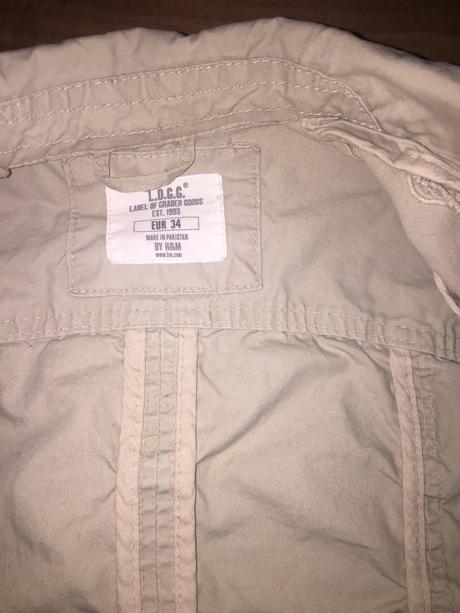 L.O.G.G.
LABEL OF GRADED GOODS
EST. 1993
EUR 34
MADE IN PAKISTAN
BY H&M
www.hm.com